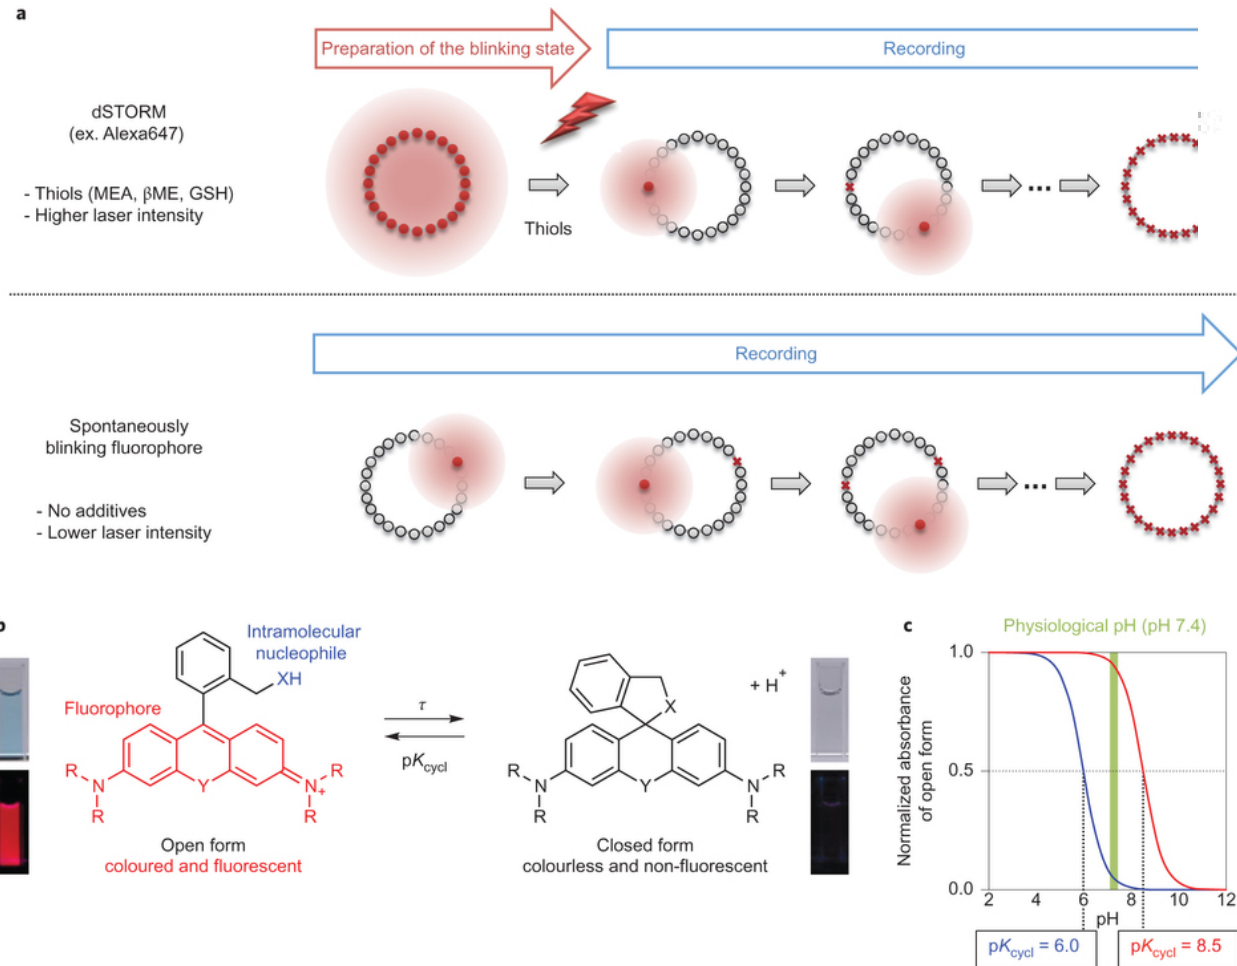 a
Preparation of the blinking state
Recording
dSTORM
(ex. Alexa647)
- Thiols (MEA, βME, GSH)
- Higher laser intensity
Thiols
...
Recording
Spontaneously
blinking fluorophore
- No additives
- Lower laser intensity
...
b
Intramolecular
nucleophile
XH
Fluorophore
R
N
R
Y
N+
R
R
Open form
coloured and fluorescent
τ
pKcycl
+ H+
X
R
N
R
Y
N
R
R
Closed form
colourless and non-fluorescent
c
Physiological pH (pH 7.4)
Normalized absorbance
of open form
1.0
0.5
0.0
2 4 6 8 10 12
pH
pKcycl = 6.0
pKcycl = 8.5